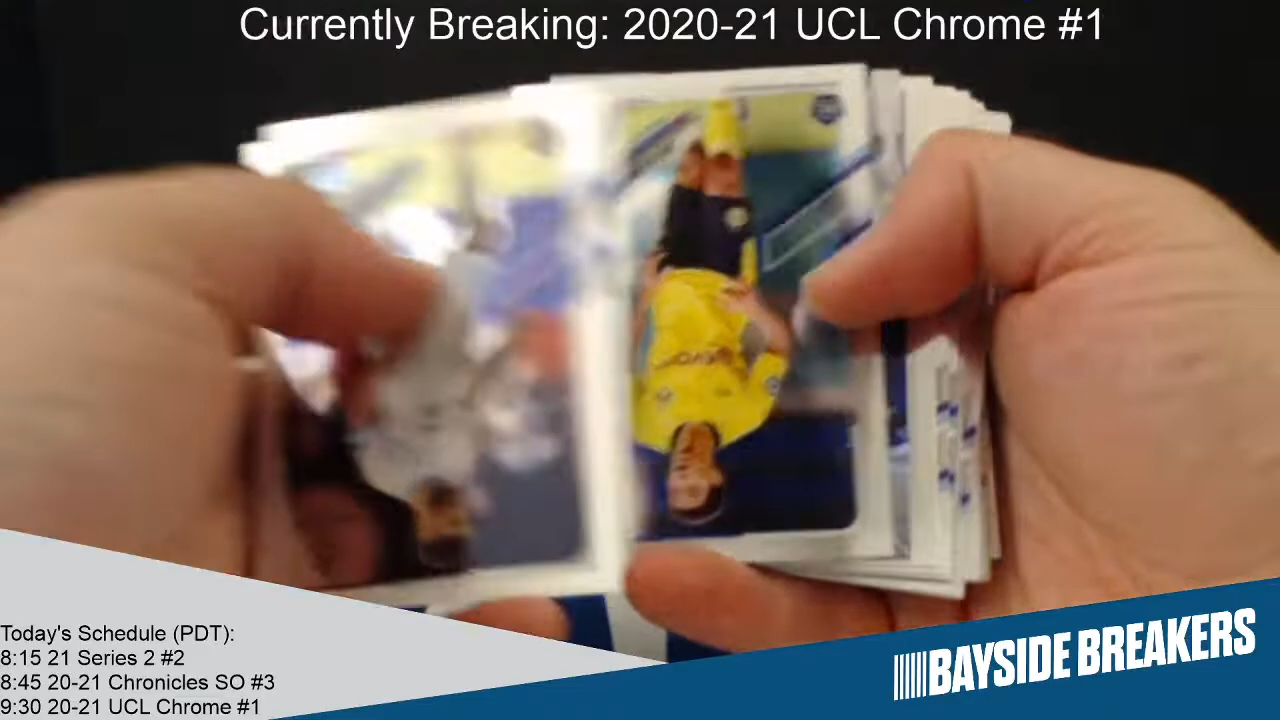 Currently Breaking: 2020-21 UCL Chrome #1
Today's Schedule (PDT):
8:15 21 Series 2 #2
8:45 20-21 Chronicles SO #3
9:30 20-21 UCL Chrome #1
BAYSIDE BREAKERS